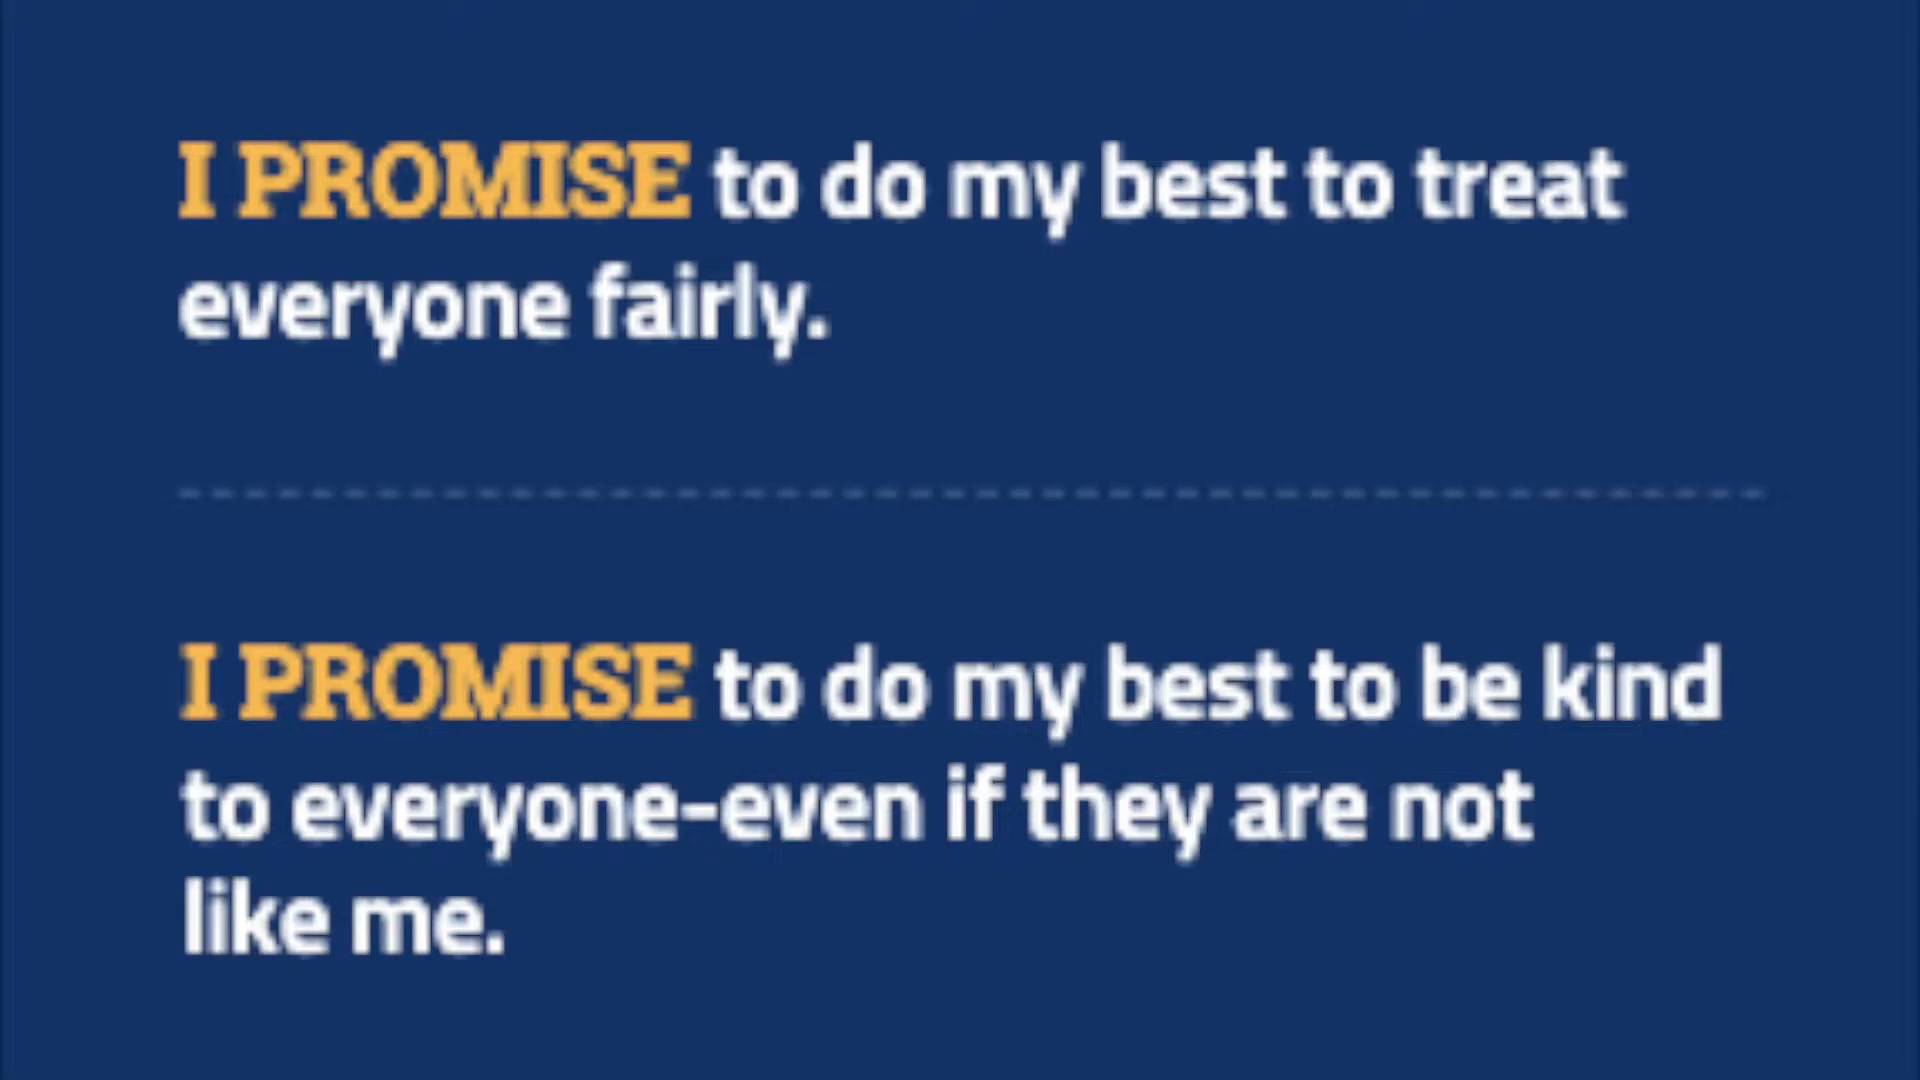 I PROMISE to do my best to treat
everyone fairly.
I PROMISE to do my best to be kind
to everyone-even if they are not
like me.